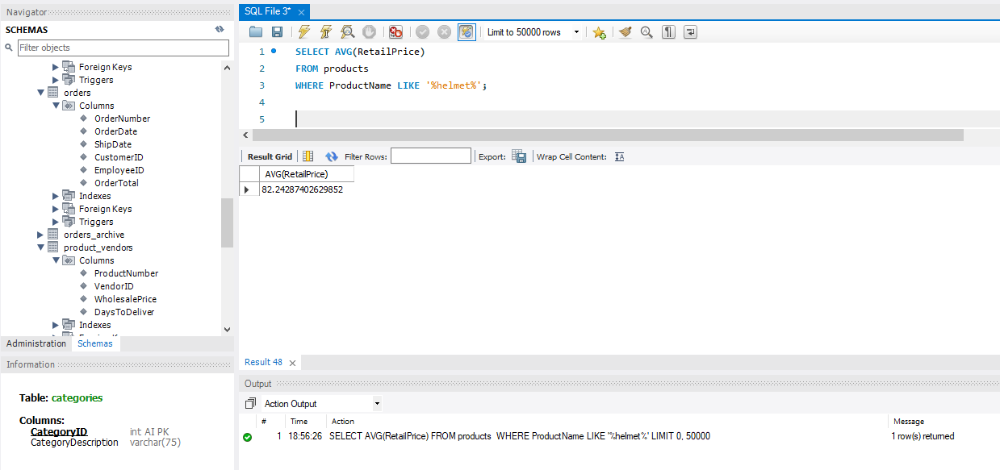 Navigator
SCHEMAS
Filter objects
Foreign Keys
Triggers
orders
Columns
OrderNumber
OrderDate
ShipDate
CustomerID
EmployeeID
OrderTotal
Indexes
Foreign Keys
Triggers
orders_archive
product_vendors
Columns
ProductNumber
VendorID
WholesalePrice
DaysToDeliver
Indexes
Administration Schemas
Information
Table: categories
Columns:
CategoryID int AI PK
CategoryDescription varchar(75)
SQL File 3*
Limit to 50000 rows
1 SELECT AVG(RetailPrice)
2 FROM products
3 WHERE ProductName LIKE '%helmet%';
4
5
Result Grid Filter Rows: Export: Wrap Cell Content:
AVG(RetailPrice)
82.24287402629852
Result 48
Output
Action Output
# Time Action Message
1 18:56:26 SELECT AVG(RetailPrice) FROM products WHERE ProductName LIKE '%helmet%' LIMIT 0, 50000 1 row(s) returned